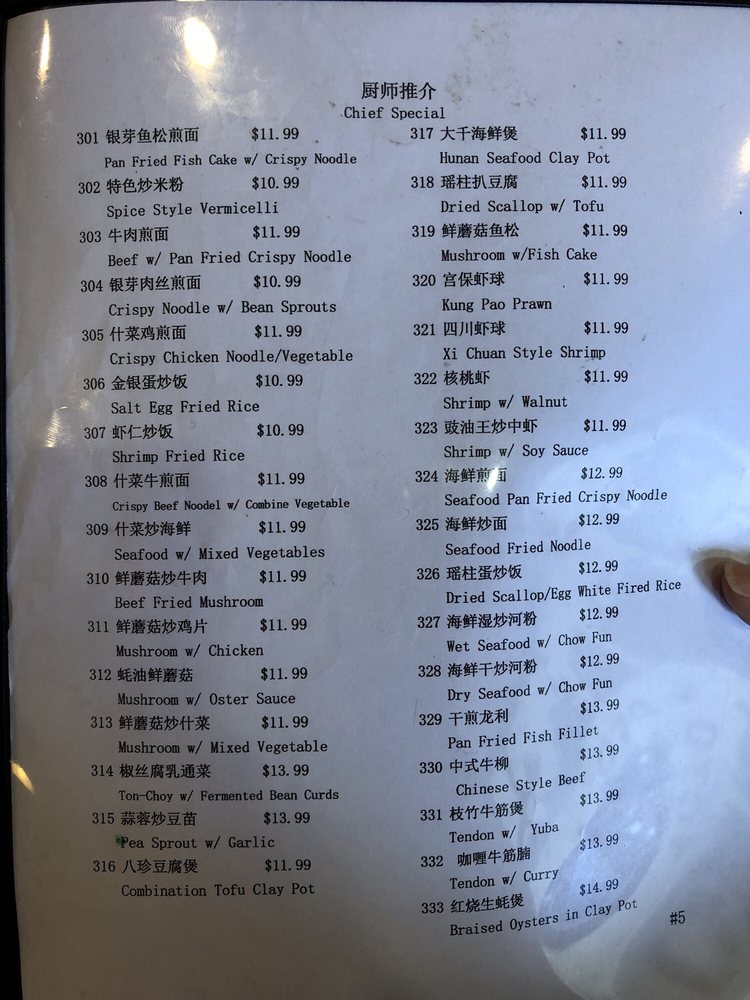 厨师推介
Chief Special
301 银芽鱼松煎面 $11.99
Pan Fried Fish Cake w/ Crispy Noodle
302 特色炒米粉 $10.99
Spice Style Vermicelli
303 牛肉煎面 $11.99
Beef w/ Pan Fried Crispy Noodle
304 银芽肉丝煎面 $10.99
Crispy Noodle w/ Bean Sprouts
305 什菜鸡煎面 $11.99
Crispy Chicken Noodle/Vegetable
306 金银蛋炒饭 $10.99
Salt Egg Fried Rice
307 虾仁炒饭 $10.99
Shrimp Fried Rice
308 什菜牛煎面 $11.99
Crispy Beef Noodel w/ Combine Vegetable
309 什菜炒海鲜 $11.99
Seafood w/ Mixed Vegetables
310 鲜蘑菇炒牛肉 $11.99
Beef Fried Mushroom
311 鲜蘑菇炒鸡片 $11.99
Mushroom w/ Chicken
312 蚝油鲜蘑菇 $11.99
Mushroom w/ Oster Sauce
313 鲜蘑菇炒什菜 $11.99
Mushroom w/ Mixed Vegetable
314 椒丝腐乳通菜 $13.99
Ton-Choy w/ Fermented Bean Curds
315 蒜蓉炒豆苗 $13.99
Pea Sprout w/ Garlic
316 八珍豆腐煲 $11.99
Combination Tofu Clay Pot
317 大千海鲜煲 $11.99
Hunan Seafood Clay Pot
318 瑶柱扒豆腐 $11.99
Dried Scallop w/ Tofu
319 鲜蘑菇鱼松 $11.99
Mushroom w/Fish Cake
320 宫保虾球 $11.99
Kung Pao Prawn
321 四川虾球 $11.99
Xi Chuan Style Shrimp
322 核桃虾 $11.99
Shrimp w/ Walnut
323 豉油王炒中虾 $11.99
Shrimp w/ Soy Sauce
324 海鲜煎面 $12.99
Seafood Pan Fried Crispy Noodle
325 海鲜炒面 $12.99
Seafood Fried Noodle
326 瑶柱蛋炒饭 $12.99
Dried Scallop/Egg White Fired Rice
327 海鲜湿炒河粉 $12.99
Wet Seafood w/ Chow Fun
328 海鲜干炒河粉 $12.99
Dry Seafood w/ Chow Fun
329 干煎龙利 $13.99
Pan Fried Fish Fillet
330 中式牛柳 $13.99
Chinese Style Beef
331 枝竹牛筋煲 $13.99
Tendon w/ Yuba
332 咖喱牛筋腩 $13.99
Tendon w/ Curry
333 红烧生蚝煲 $14.99
Braised Oysters in Clay Pot
#5